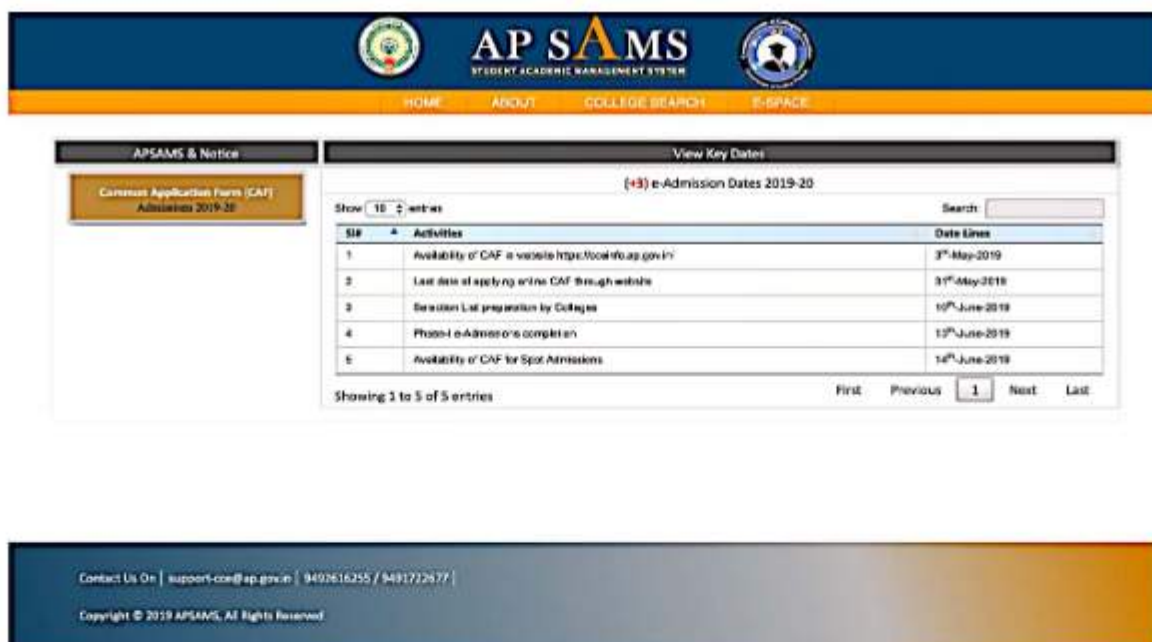 AP SAMS
STUDENT ACADEMIC MANAGEMENT SYSTEM
HOME ABOUT COLLEGE SEARCH E-SPACE
APSAMS & Notice
Common Application Form (CAF)
Admissions 2019-20
View Key Dates
(+3) e-Admission Dates 2019-20
Show 10 entries Search:
Sl# Activities Date Lines
1 Availability of CAF in website 3rd-May-2019
2 Last date of applying online CAF through website 31st-May-2019
3 Selection List preparation by Colleges 10th-June-2019
4 Phase-I e-Admissions completion 13th-June-2019
5 Availability of CAF for Spot Admissions 14th-June-2019
Showing 1 to 5 of 5 entries First Previous 1 Next Last
Contact Us On | support-cce@ap.gov.in | 9492616255 / 9491722677 |
Copyright © 2019 APSAMS, All Rights Reserved